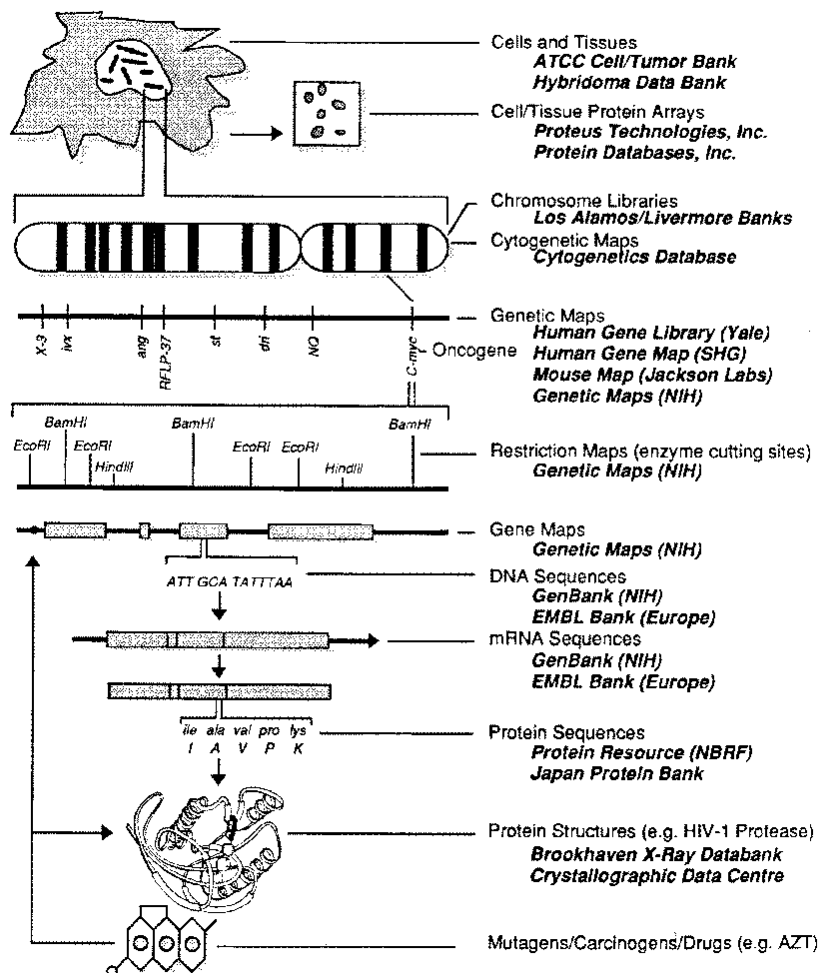 Cells and Tissues
ATCC Cell/Tumor Bank
Hybridoma Data Bank
Cell/Tissue Protein Arrays
Proteus Technologies, Inc.
Protein Databases, Inc.
Chromosome Libraries
Los Alamos/Livermore Banks
Cytogenetic Maps
Cytogenetics Database
Genetic Maps
Human Gene Library (Yale)
Human Gene Map (SHG)
Mouse Map (Jackson Labs)
Genetic Maps (NIH)
X-3
ivx
ang
RFLP-37
st
dri
NQ
C-myc
Oncogene
EcoRI
BamHI
EcoRI
HindIII
BamHI
EcoRI
EcoRI
HindIII
BamHI
Restriction Maps (enzyme cutting sites)
Genetic Maps (NIH)
Gene Maps
Genetic Maps (NIH)
ATT GCA TATTTAA
DNA Sequences
GenBank (NIH)
EMBL Bank (Europe)
mRNA Sequences
GenBank (NIH)
EMBL Bank (Europe)
ile ala val pro lys
I A V P K
Protein Sequences
Protein Resource (NBRF)
Japan Protein Bank
Protein Structures (e.g. HIV-1 Protease)
Brookhaven X-Ray Databank
Crystallographic Data Centre
Mutagens/Carcinogens/Drugs (e.g. AZT)